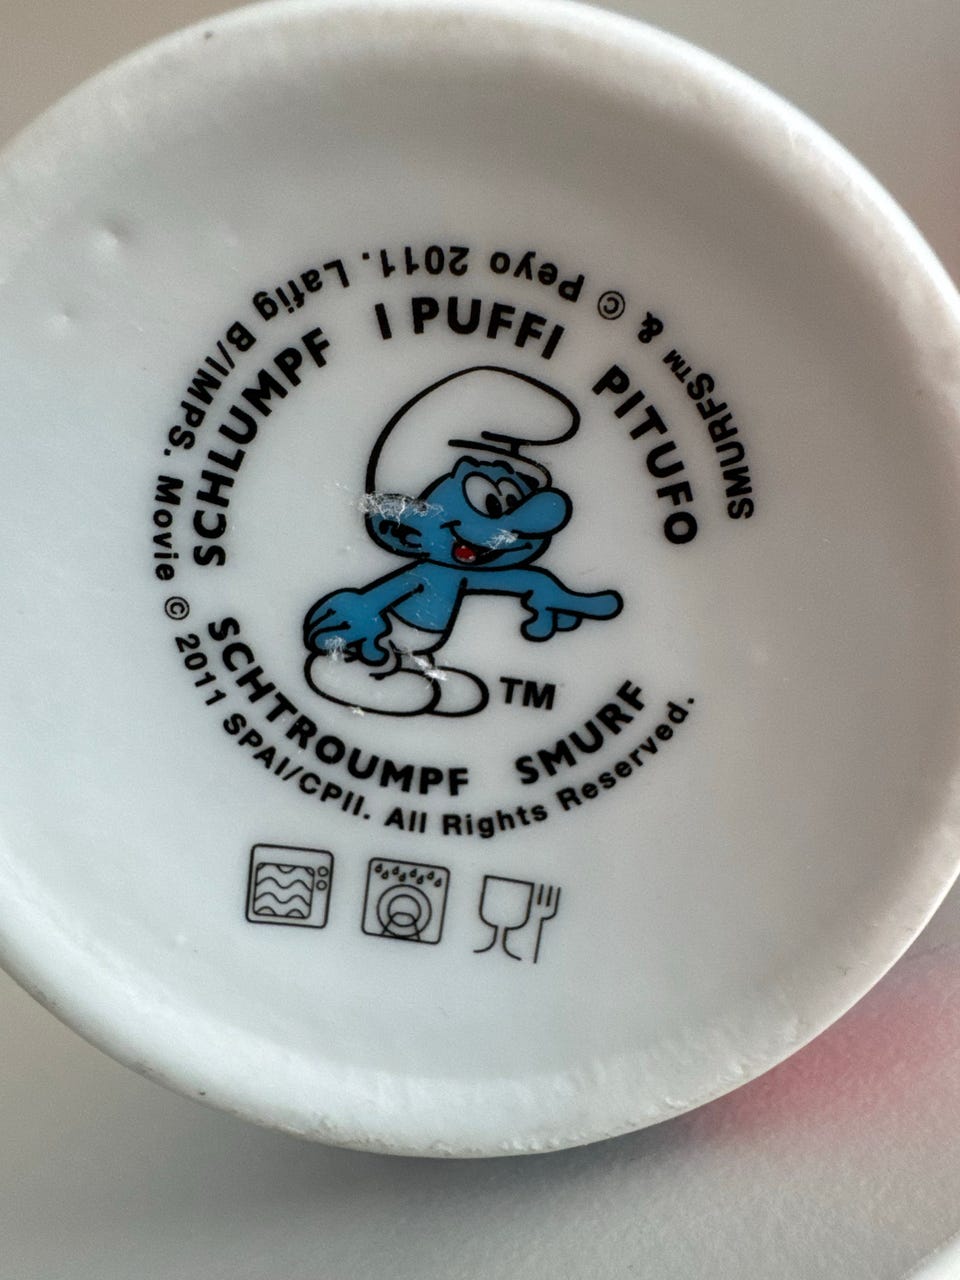 SMURFS™ & © Peyo 2011. Lafig B/IMPS. Movie © 2011 SPAI/CPII. All Rights Reserved.
SCHLUMPF I PUFFI PITUFO
SCHTROUMPF SMURF
TM